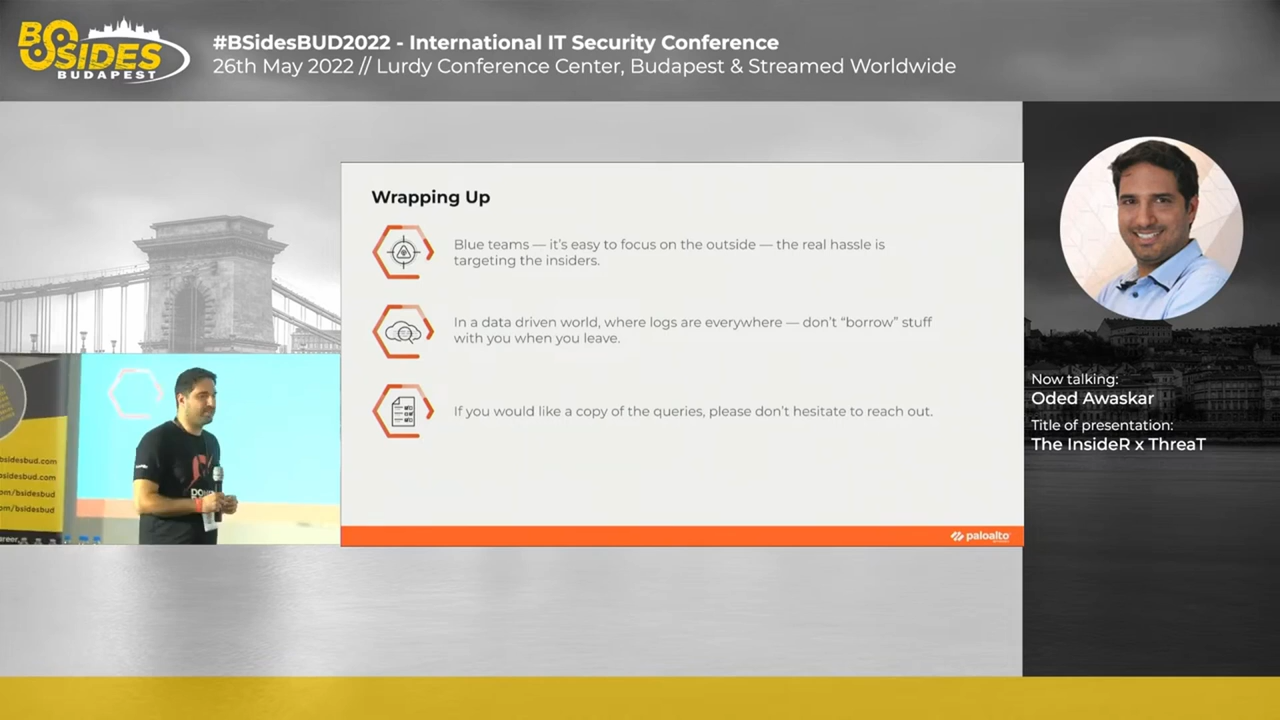 BSIDES
BUDAPEST
#BSidesBUD2022 - International IT Security Conference
26th May 2022 // Lurdy Conference Center, Budapest & Streamed Worldwide
Wrapping Up
Blue teams — it’s easy to focus on the outside — the real hassle is
targeting the insiders.
In a data driven world, where logs are everywhere — don’t “borrow” stuff
with you when you leave.
If you would like a copy of the queries, please don’t hesitate to reach out.
paloalto
Now talking:
Oded Awaskar
Title of presentation:
The InsideR x ThreaT
bsidesbud.com
bsidesbud.com
com/bsidesbud
com/bsidesbud